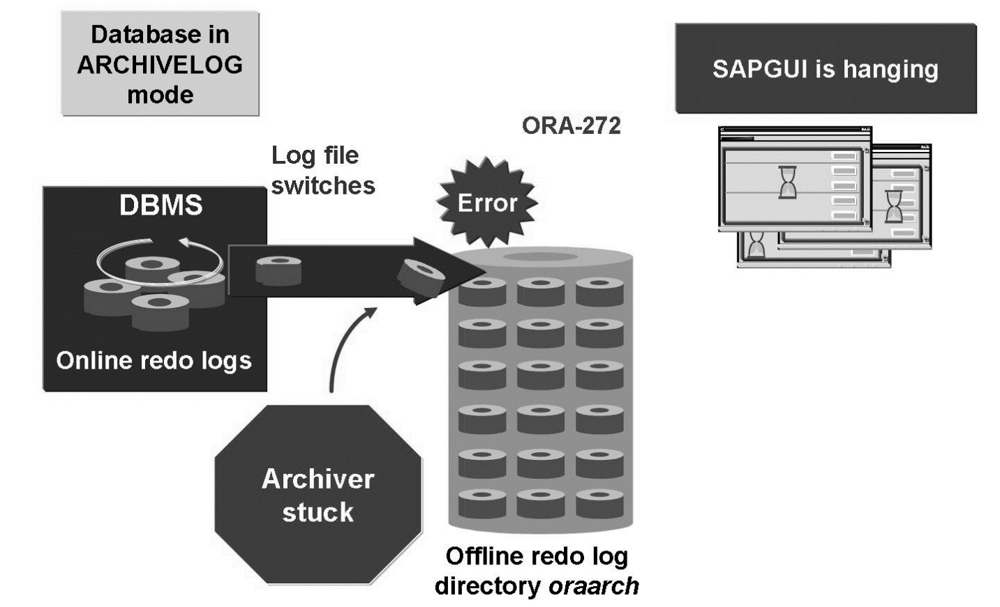 Database in
ARCHIVELOG
mode
SAPGUI is hanging
ORA-272
Log file
switches
Error
DBMS
Online redo logs
Archiver
stuck
Offline redo log
directory oraarch